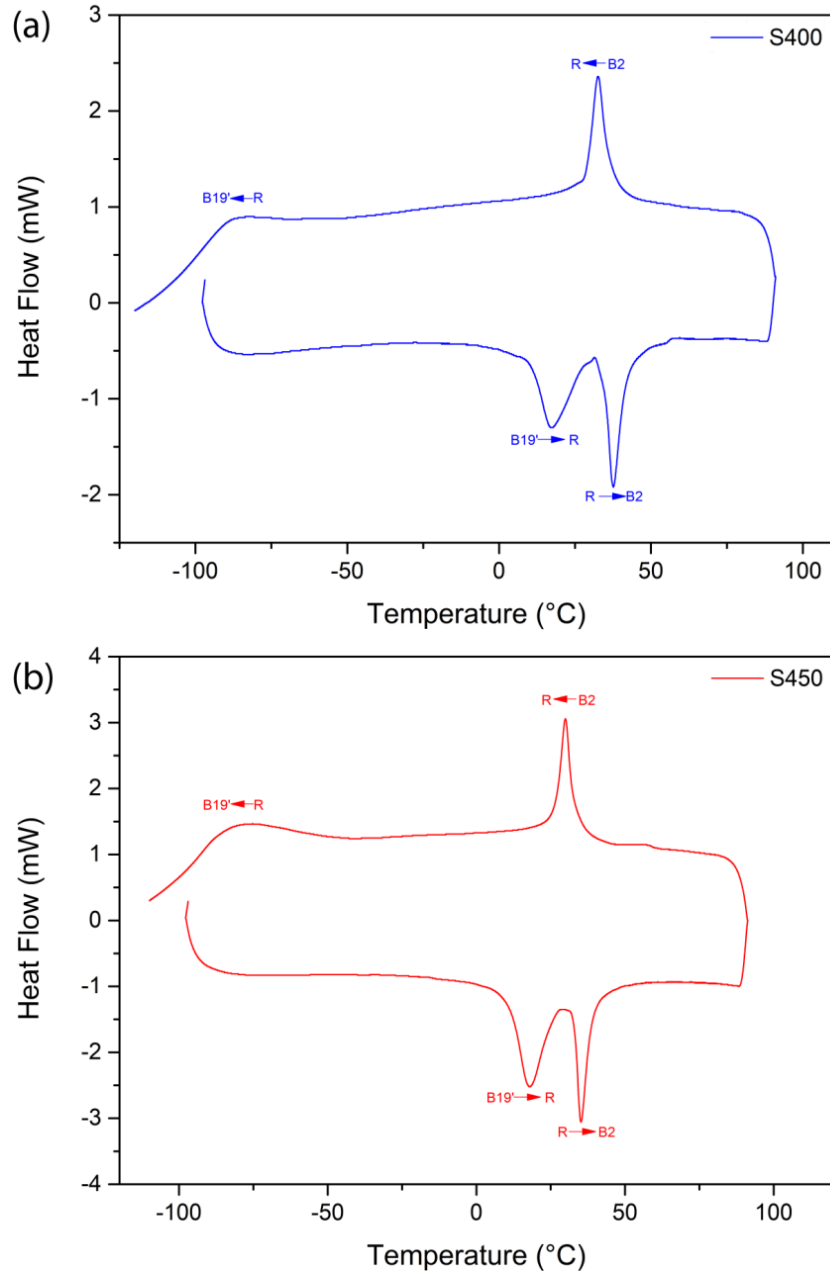 (a)
S400
R ◄ B2
B19' ◄ R
B19' ► R
R ► B2
3
2
1
0
-1
-2
Heat Flow (mW)
-100 -50 0 50 100
Temperature (°C)
(b)
S450
R ◄ B2
B19' ◄ R
B19' ► R
R ► B2
4
3
2
1
0
-1
-2
-3
-4
Heat Flow (mW)
-100 -50 0 50 100
Temperature (°C)